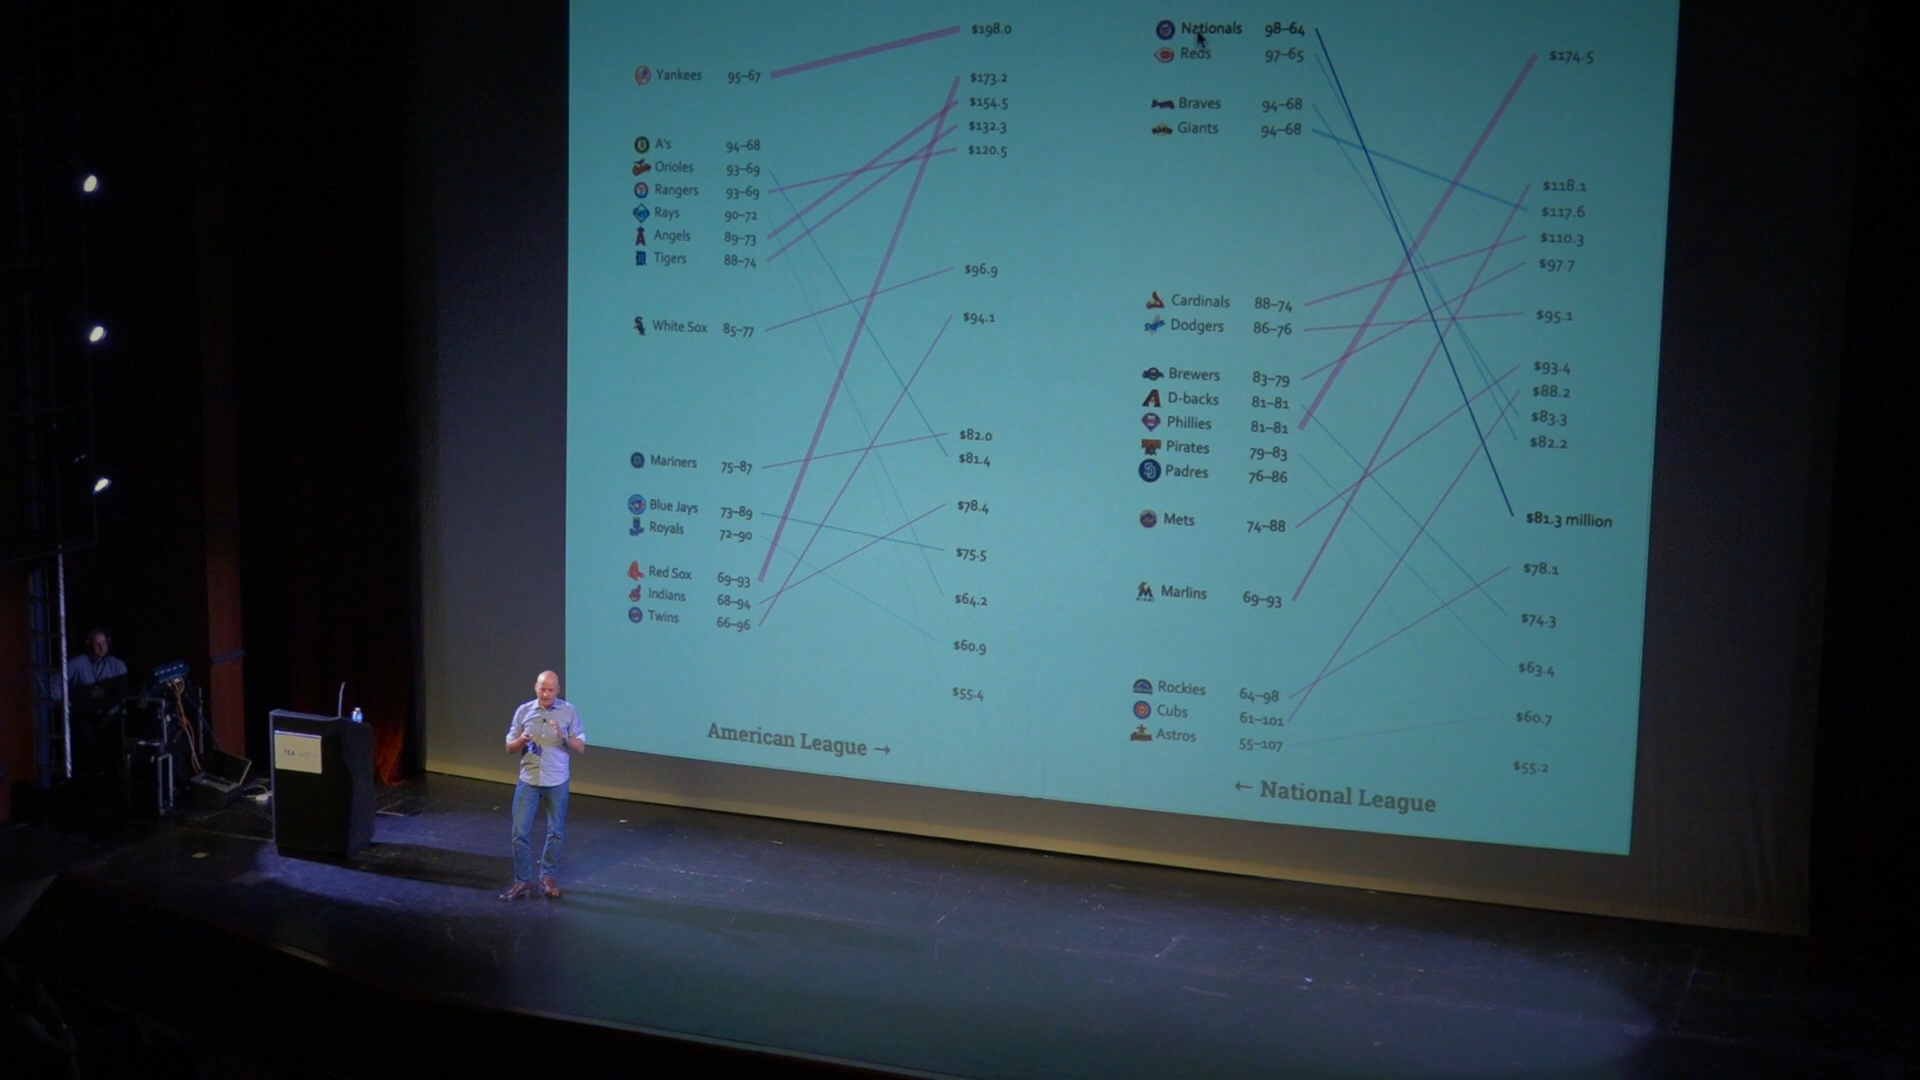 Yankees 95–67
A's 94–68
Orioles 93–69
Rangers 93–69
Rays 90–72
Angels 89–73
Tigers 88–74
White Sox 85–77
Mariners 75–87
Blue Jays 73–89
Royals 72–90
Red Sox 69–93
Indians 68–94
Twins 66–96
$198.0
$173.2
$154.5
$132.3
$120.5
$96.9
$94.1
$82.0
$81.4
$78.4
$75.5
$64.2
$60.9
$55.4
American League →
Nationals 98–64
Reds 97–65
Braves 94–68
Giants 94–68
Cardinals 88–74
Dodgers 86–76
Brewers 83–79
D-backs 81–81
Phillies 81–81
Pirates 79–83
Padres 76–86
Mets 74–88
Marlins 69–93
Rockies 64–98
Cubs 61–101
Astros 55–107
$174.5
$118.1
$117.6
$110.3
$97.7
$95.1
$93.4
$88.2
$83.3
$82.2
$81.3 million
$78.1
$74.3
$63.4
$60.7
$55.2
← National League